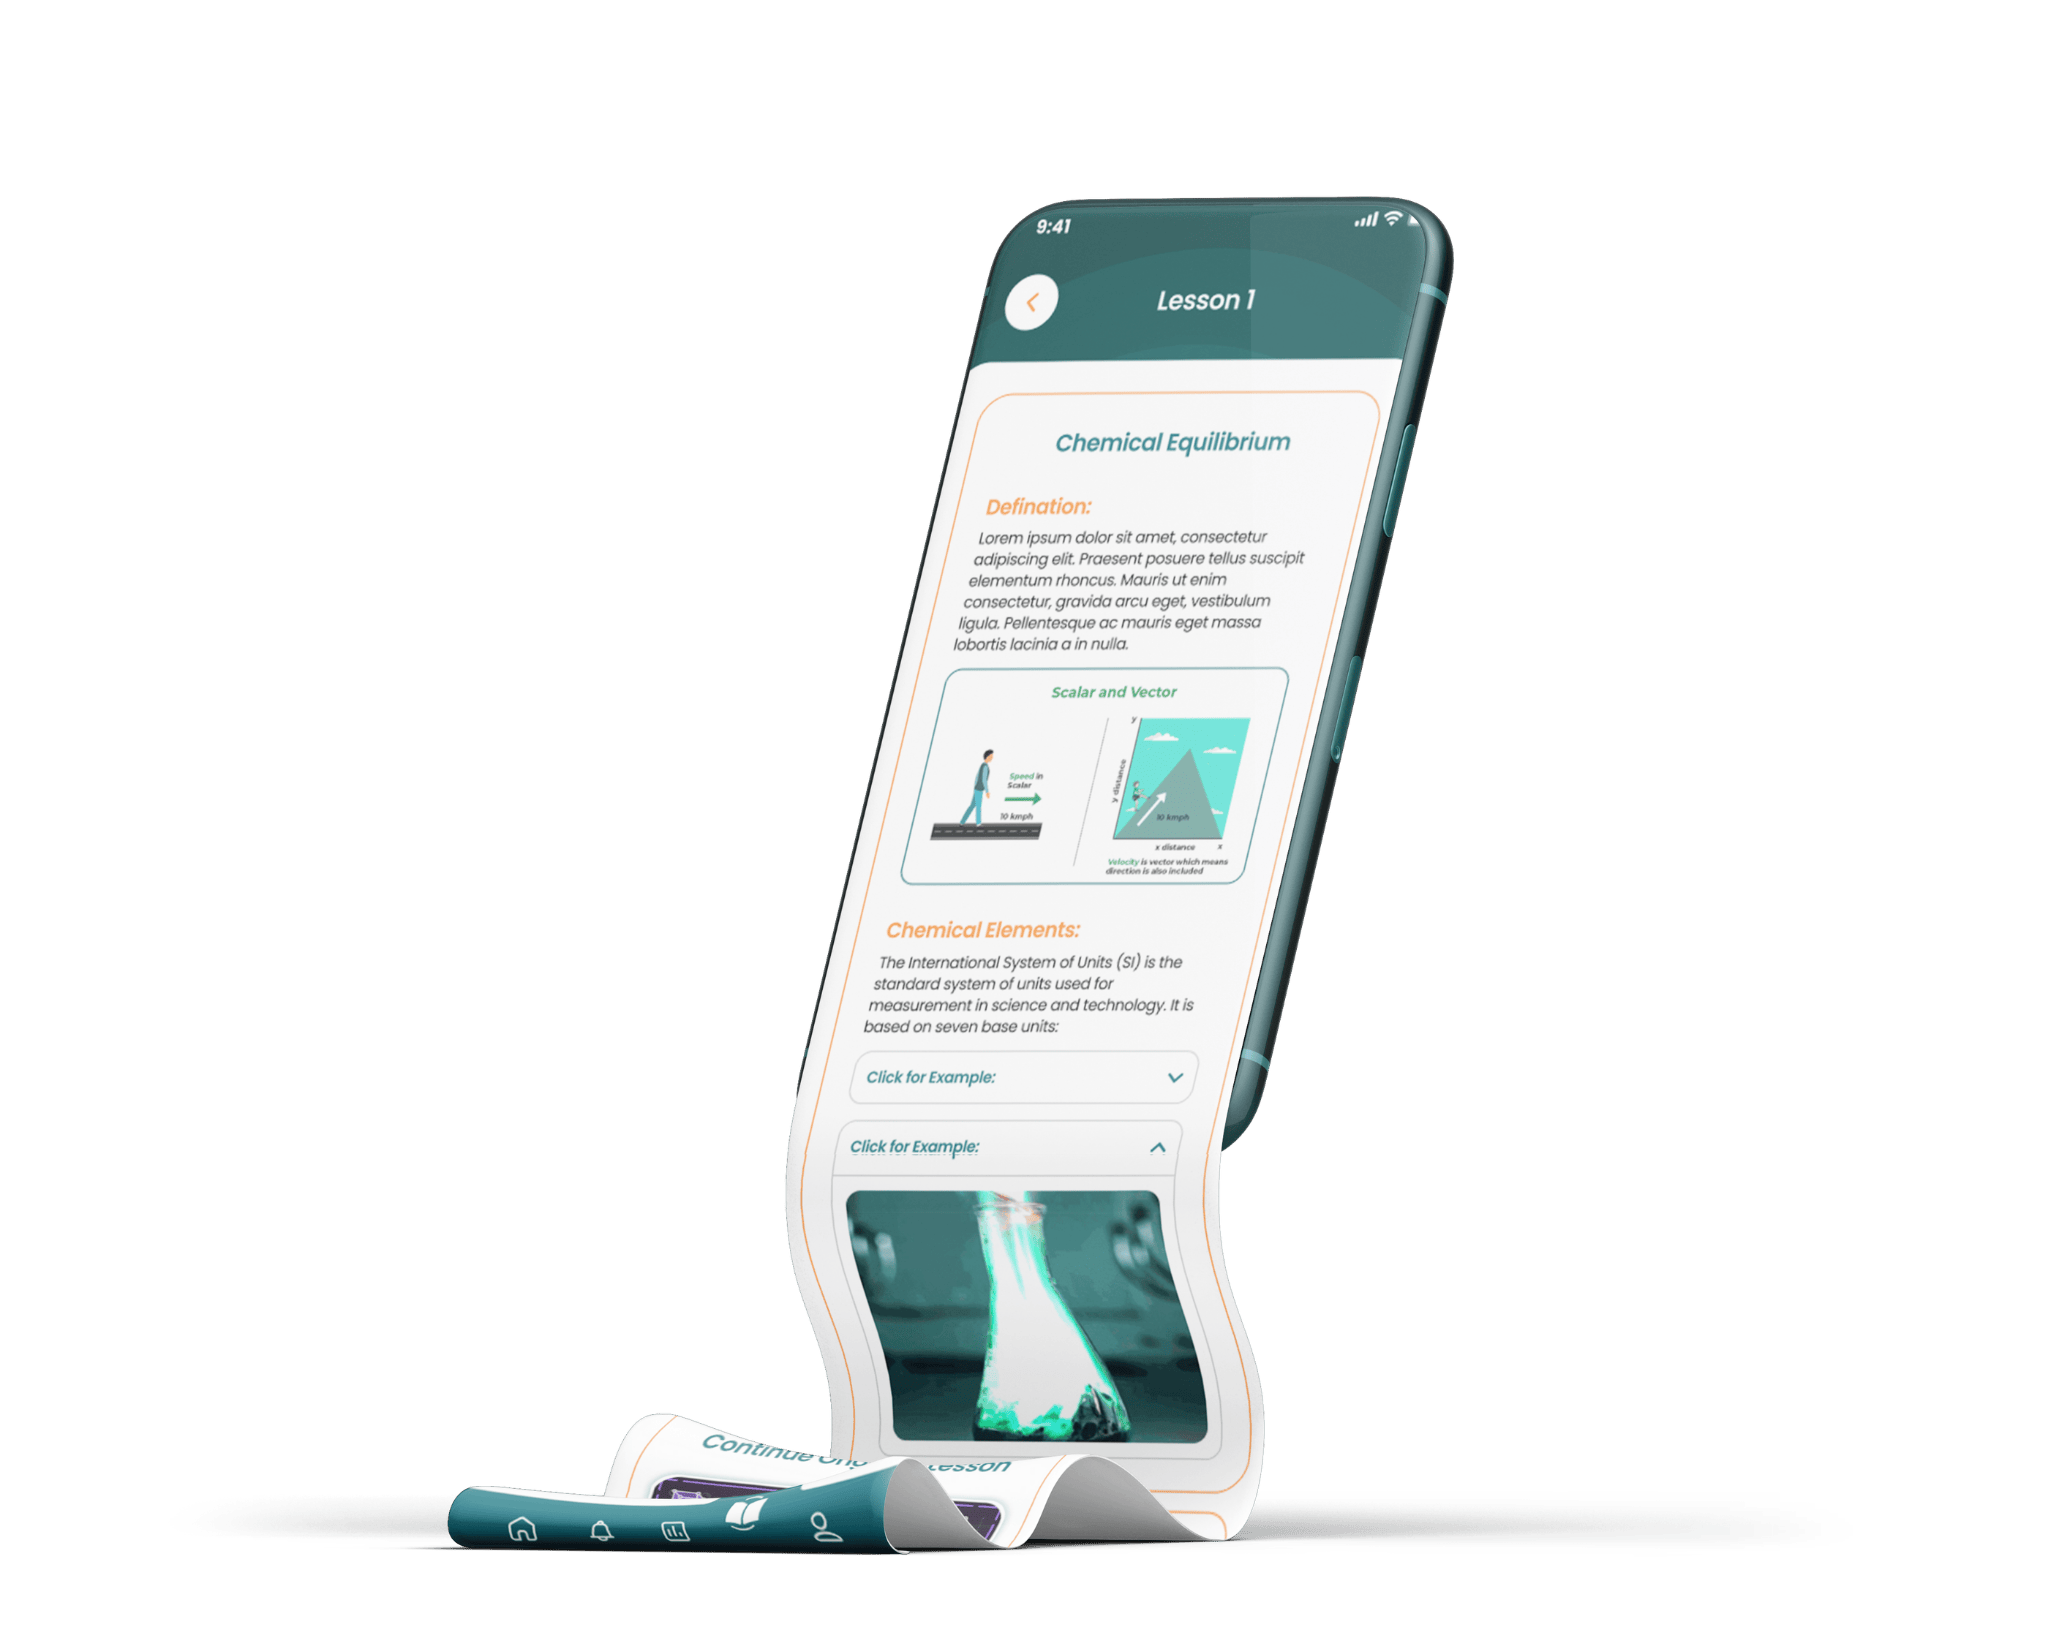 9:41
Lesson 1
Chemical Equilibrium
Defination:
Lorem ipsum dolor sit amet, consectetur
adipiscing elit. Praesent posuere tellus suscipit
elementum rhoncus. Mauris ut enim
consectetur, gravida arcu eget, vestibulum
ligula. Pellentesque ac mauris eget massa
lobortis lacinia a in nulla.
Scalar and Vector
Speed in
Scalar
10 kmph
y
y distance
10 kmph
x distance x
Velocity is vector which means
direction is also included
Chemical Elements:
The International System of Units (SI) is the
standard system of units used for
measurement in science and technology. It is
based on seven base units:
Click for Example:
Click for Example:
Continue Lesson